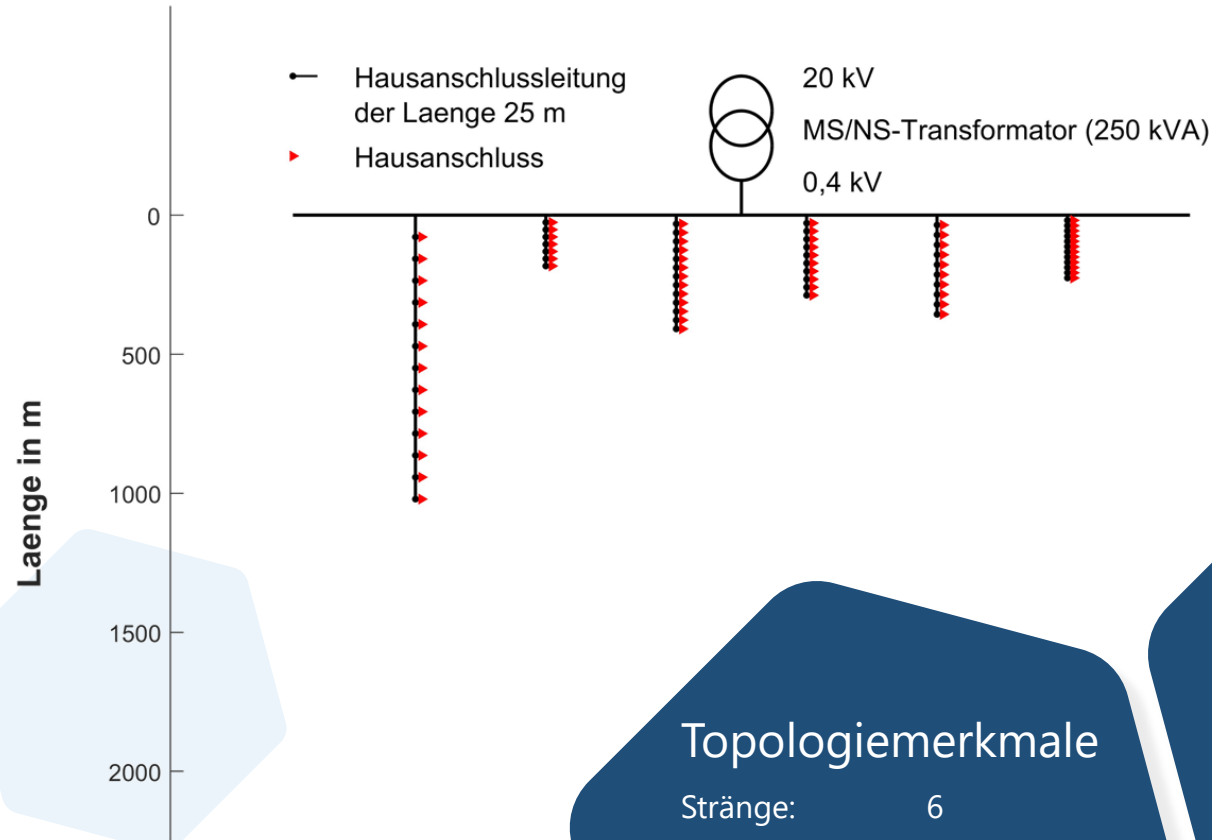 Hausanschlussleitung
der Laenge 25 m
Hausanschluss
20 kV
MS/NS-Transformator (250 kVA)
0,4 kV
Laenge in m
0
500
1000
1500
2000
Topologiemerkmale
Stränge: 6